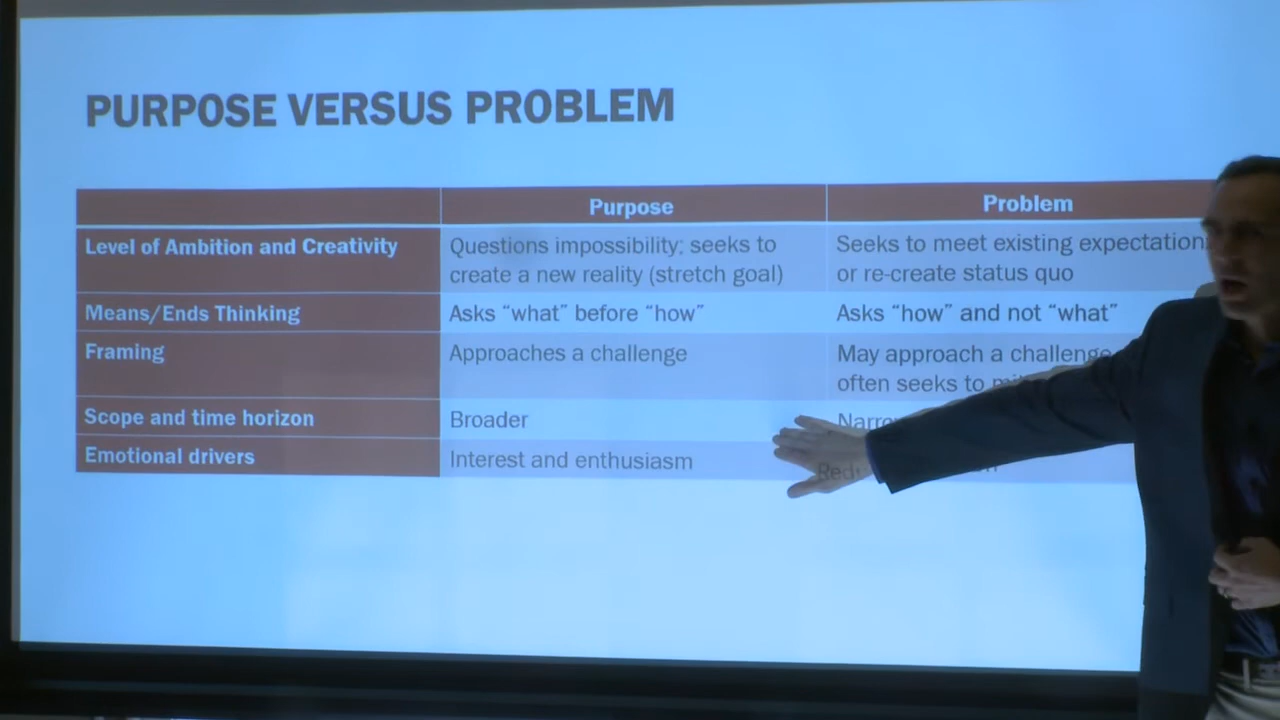 PURPOSE VERSUS PROBLEM
Purpose
Problem
Level of Ambition and Creativity
Questions impossibility; seeks to
create a new reality (stretch goal)
Seeks to meet existing expectation
or re-create status quo
Means/Ends Thinking
Asks “what” before “how”
Asks “how” and not “what”
Framing
Approaches a challenge
May approach a challenge
often seeks to
Scope and time horizon
Broader
Emotional drivers
Interest and enthusiasm